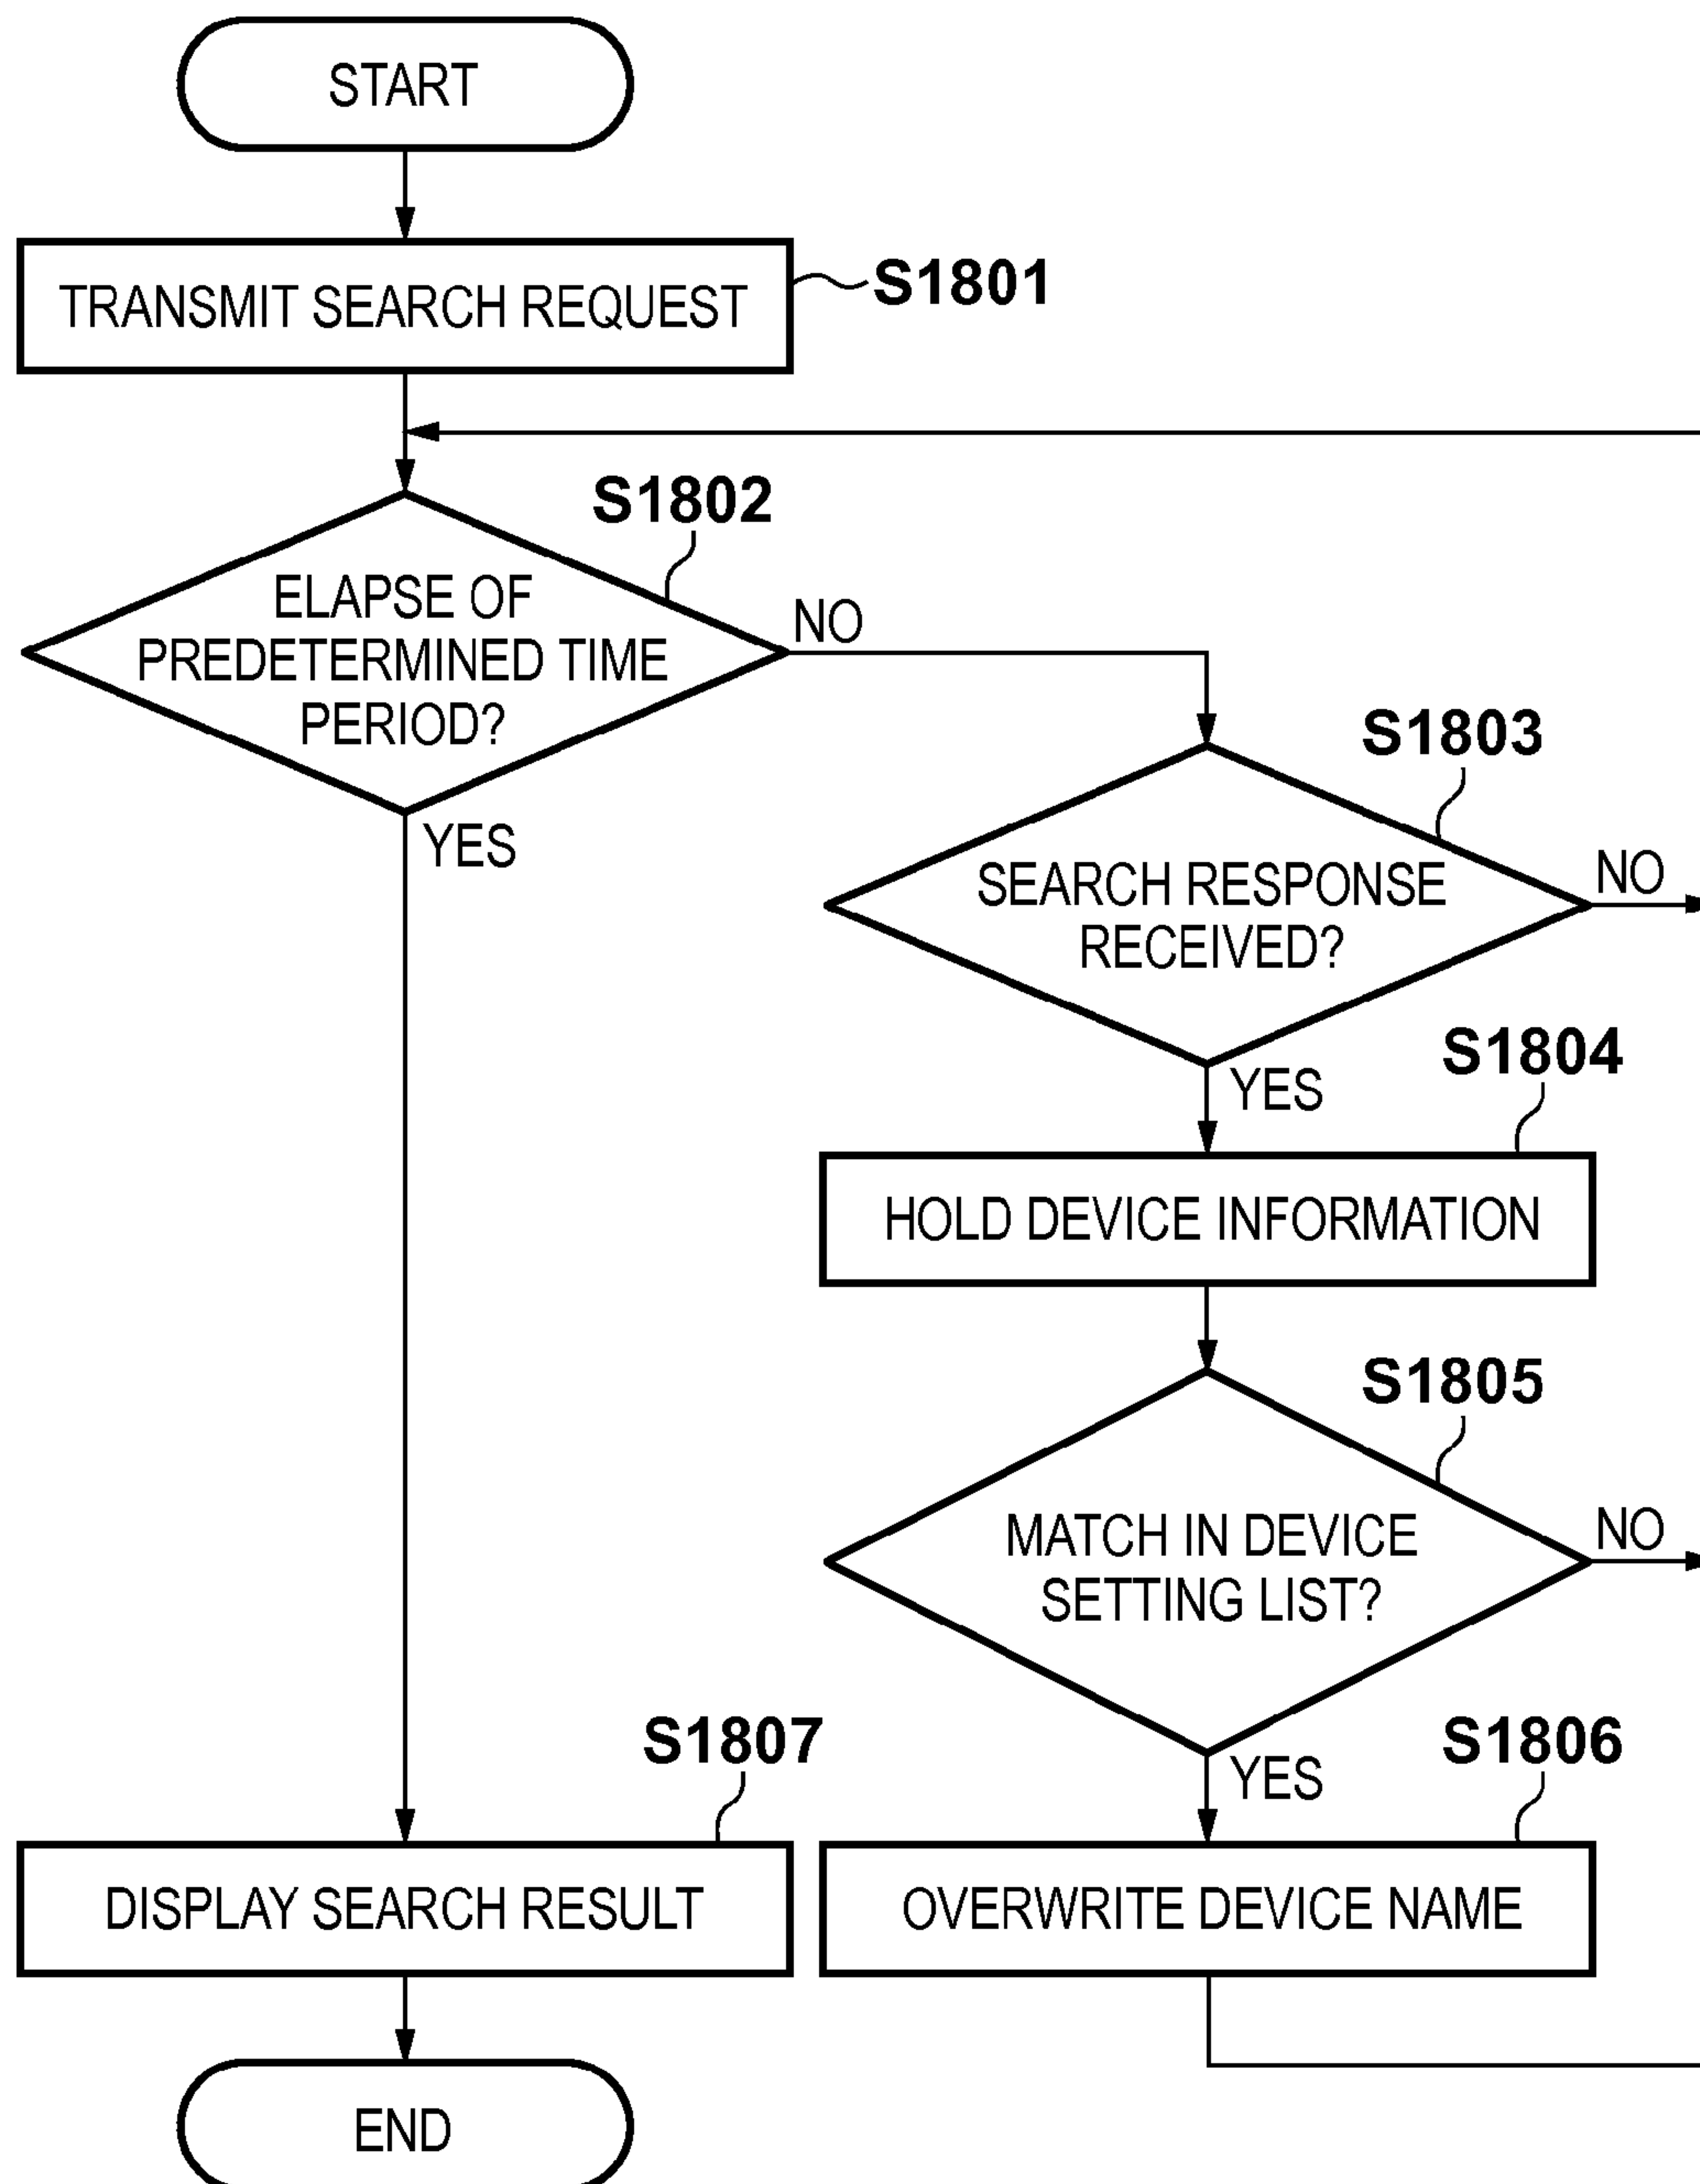 START
TRANSMIT SEARCH REQUEST
S1801
S1802
ELAPSE OF
PREDETERMINED TIME
PERIOD?
NO
YES
S1803
SEARCH RESPONSE
RECEIVED?
NO
YES
S1804
HOLD DEVICE INFORMATION
S1805
MATCH IN DEVICE
SETTING LIST?
NO
YES
S1806
OVERWRITE DEVICE NAME
S1807
DISPLAY SEARCH RESULT
END